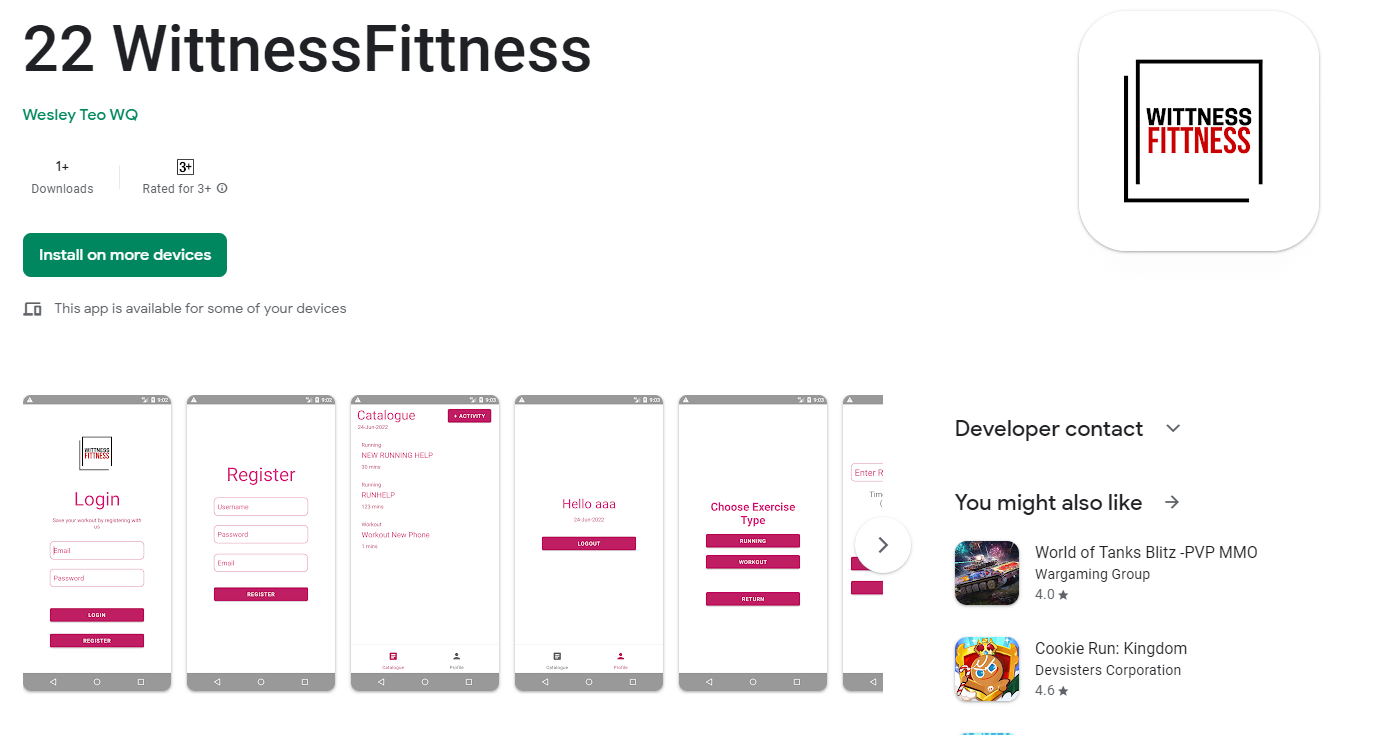 22 WittnessFittness
Wesley Teo WQ
1+
Downloads
3+
Rated for 3+
Install on more devices
This app is available for some of your devices
WITTNESS
FITTNESS
9:02
WITTNESS
FITTNESS
Login
Save your workout by registering with
us
Email
Password
LOGIN
REGISTER
9:02
Register
Username
Password
Email
REGISTER
9:03
Catalogue
+ ACTIVITY
24-Jun-2022
Running
NEW RUNNING HELP
30 mins
Running
RUNHELP
123 mins
Workout
Workout New Phone
1 mins
Catalogue
Profile
9:03
Hello aaa
24-Jun-2022
LOGOUT
Catalogue
Profile
9:03
Choose Exercise
Type
RUNNING
WORKOUT
RETURN
Enter R
Tim
Developer contact
You might also like
World of Tanks Blitz -PVP MMO
Wargaming Group
4.0
Cookie Run: Kingdom
Devsisters Corporation
4.6